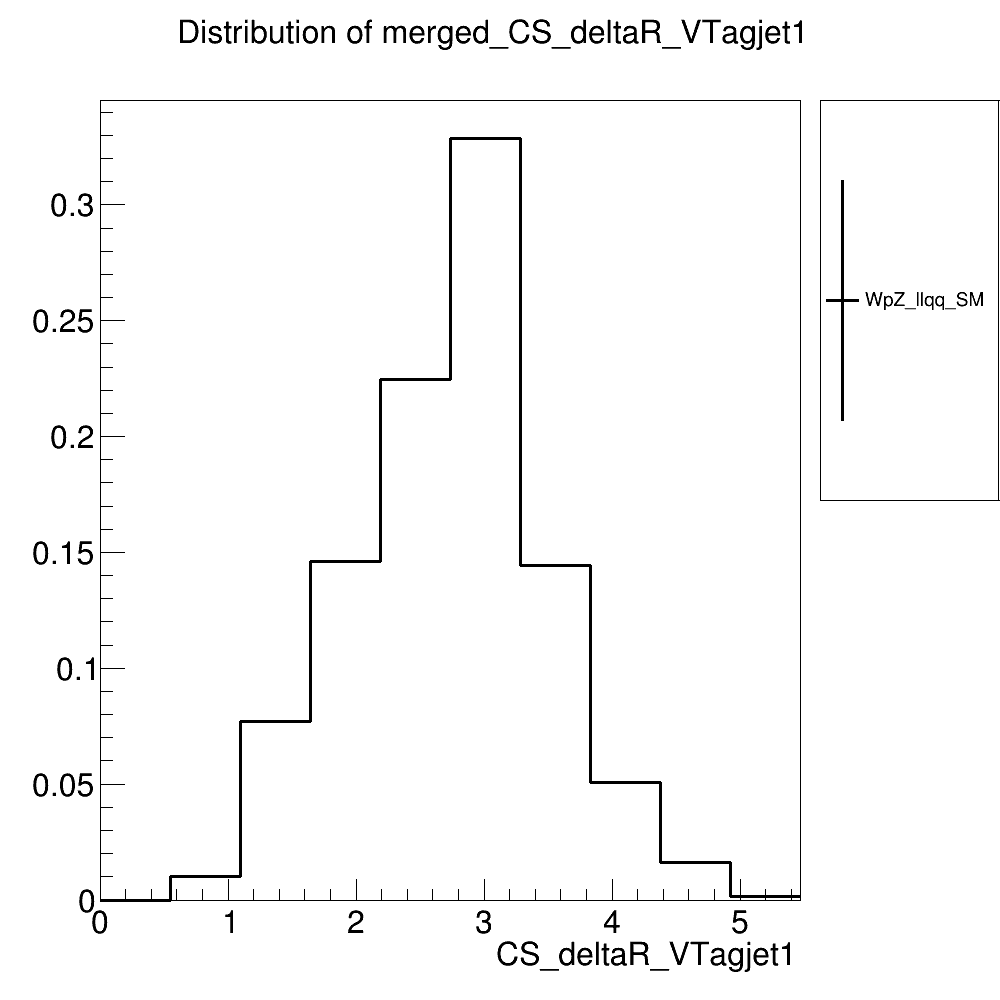 Distribution of merged_CS_deltaR_VTagjet1
0.3
0.25
0.2
0.15
0.1
0.05
0
0 1 2 3 4 5
CS_deltaR_VTagjet1
WpZ_llqq_SM